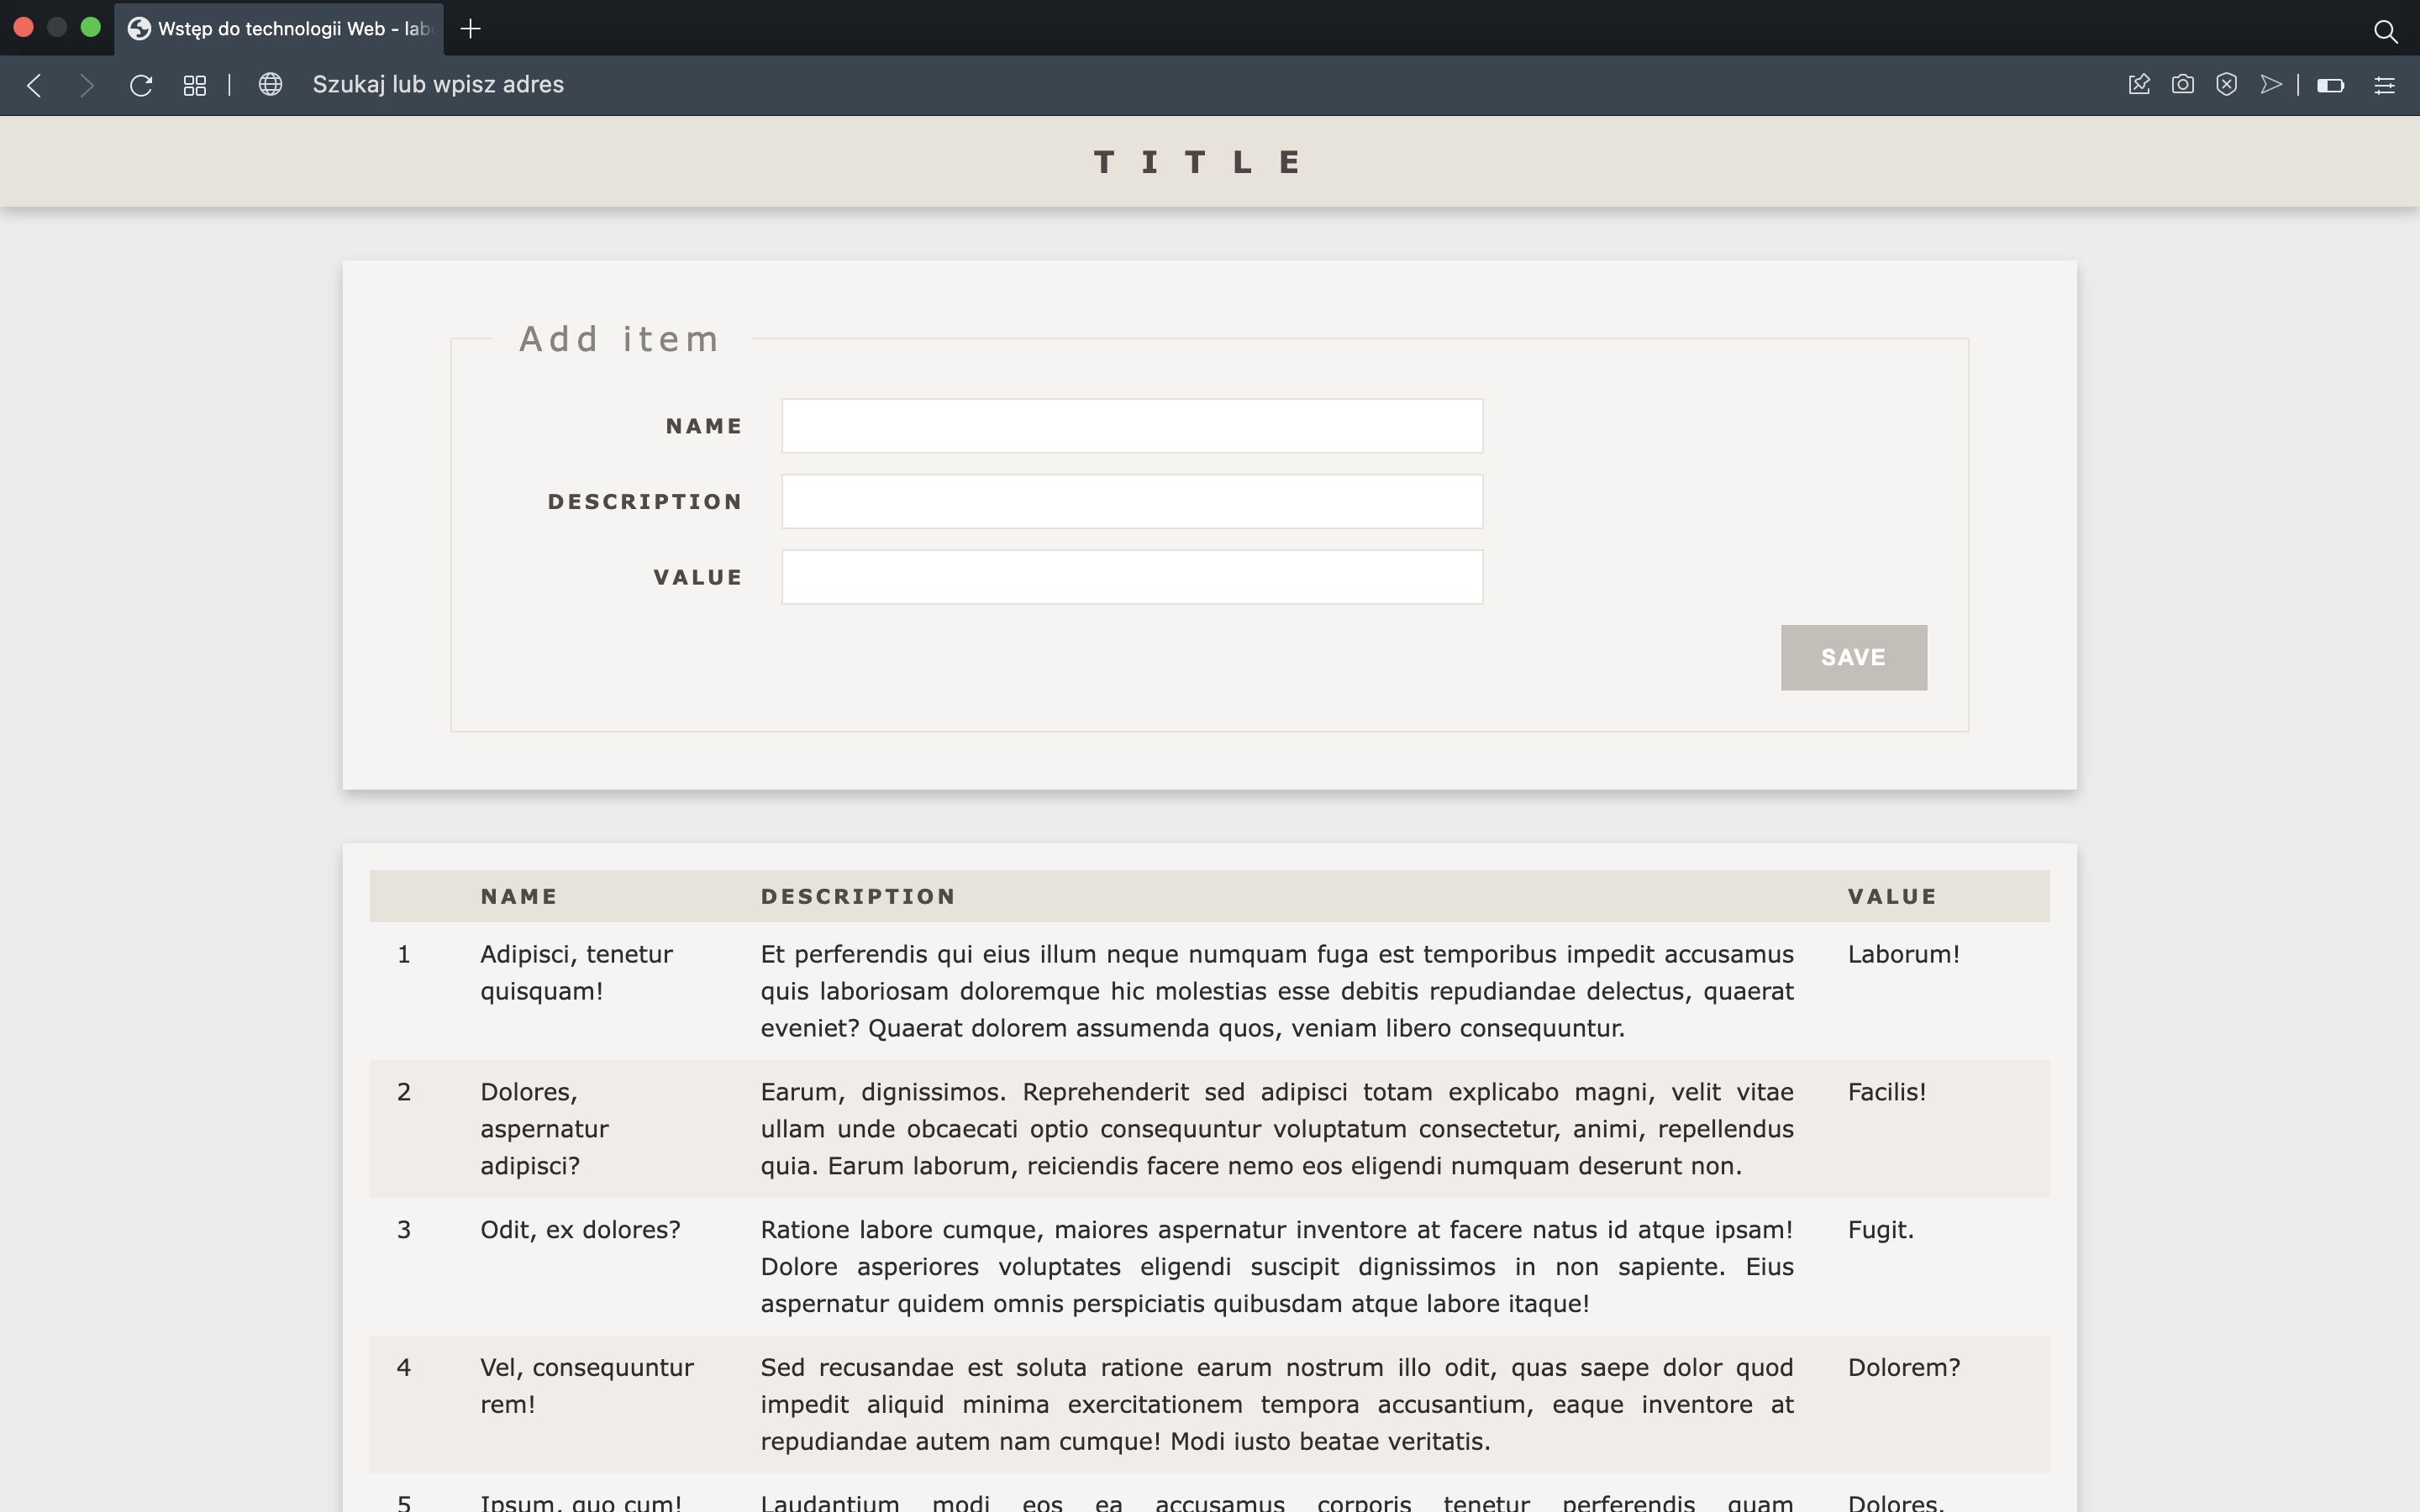 Wstęp do technologii Web - lab
Szukaj lub wpisz adres
TITLE
Add item
NAME
DESCRIPTION
VALUE
SAVE
NAME DESCRIPTION VALUE
1 Adipisci, tenetur quisquam! Et perferendis qui eius illum neque numquam fuga est temporibus impedit accusamus Laborum!
quis laboriosam doloremque hic molestias esse debitis repudiandae delectus, quaerat
eveniet? Quaerat dolorem assumenda quos, veniam libero consequuntur.
2 Dolores, aspernatur adipisci? Earum, dignissimos. Reprehenderit sed adipisci totam explicabo magni, velit vitae Facilis!
ullam unde obcaecati optio consequuntur voluptatum consectetur, animi, repellendus
quia. Earum laborum, reiciendis facere nemo eos eligendi numquam deserunt non.
3 Odit, ex dolores? Ratione labore cumque, maiores aspernatur inventore at facere natus id atque ipsam! Fugit.
Dolore asperiores voluptates eligendi suscipit dignissimos in non sapiente. Eius
aspernatur quidem omnis perspiciatis quibusdam atque labore itaque!
4 Vel, consequuntur rem! Sed recusandae est soluta ratione earum nostrum illo odit, quas saepe dolor quod Dolorem?
impedit aliquid minima exercitationem tempora accusantium, eaque inventore at
repudiandae autem nam cumque! Modi iusto beatae veritatis.
5 Ipsum, quo cum! Laudantium modi eos ea accusamus corporis tenetur perferendis quam Dolores.